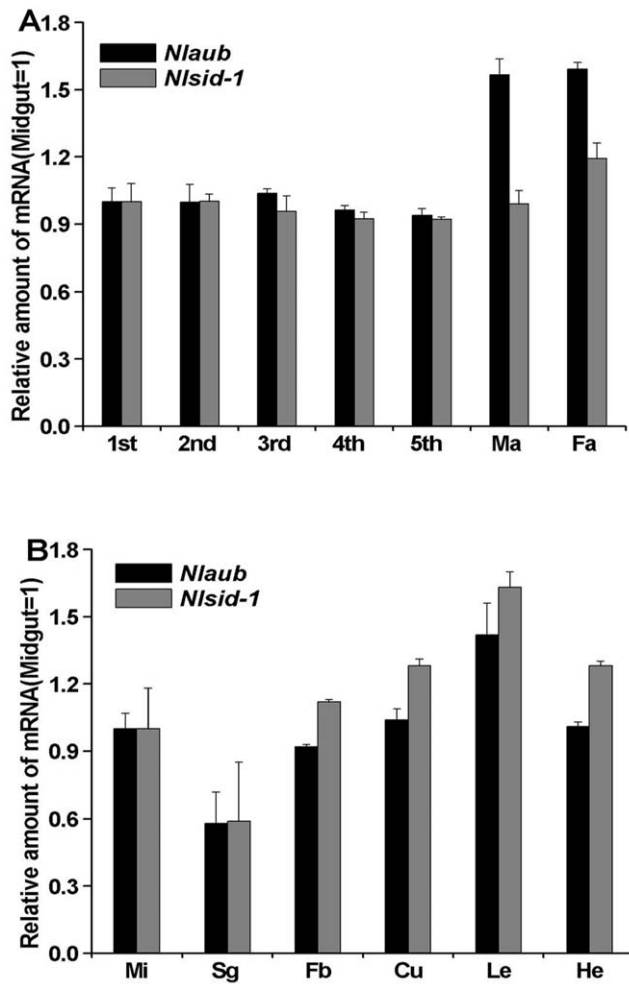 A
Nlaub
Nlsid-1
Relative amount of mRNA(Midgut=1)
1.8
1.5
1.2
0.9
0.6
0.3
0.0
1st 2nd 3rd 4th 5th Ma Fa
B
Nlaub
Nlsid-1
Relative amount of mRNA(Midgut=1)
1.8
1.5
1.2
0.9
0.6
0.3
0.0
Mi Sg Fb Cu Le He